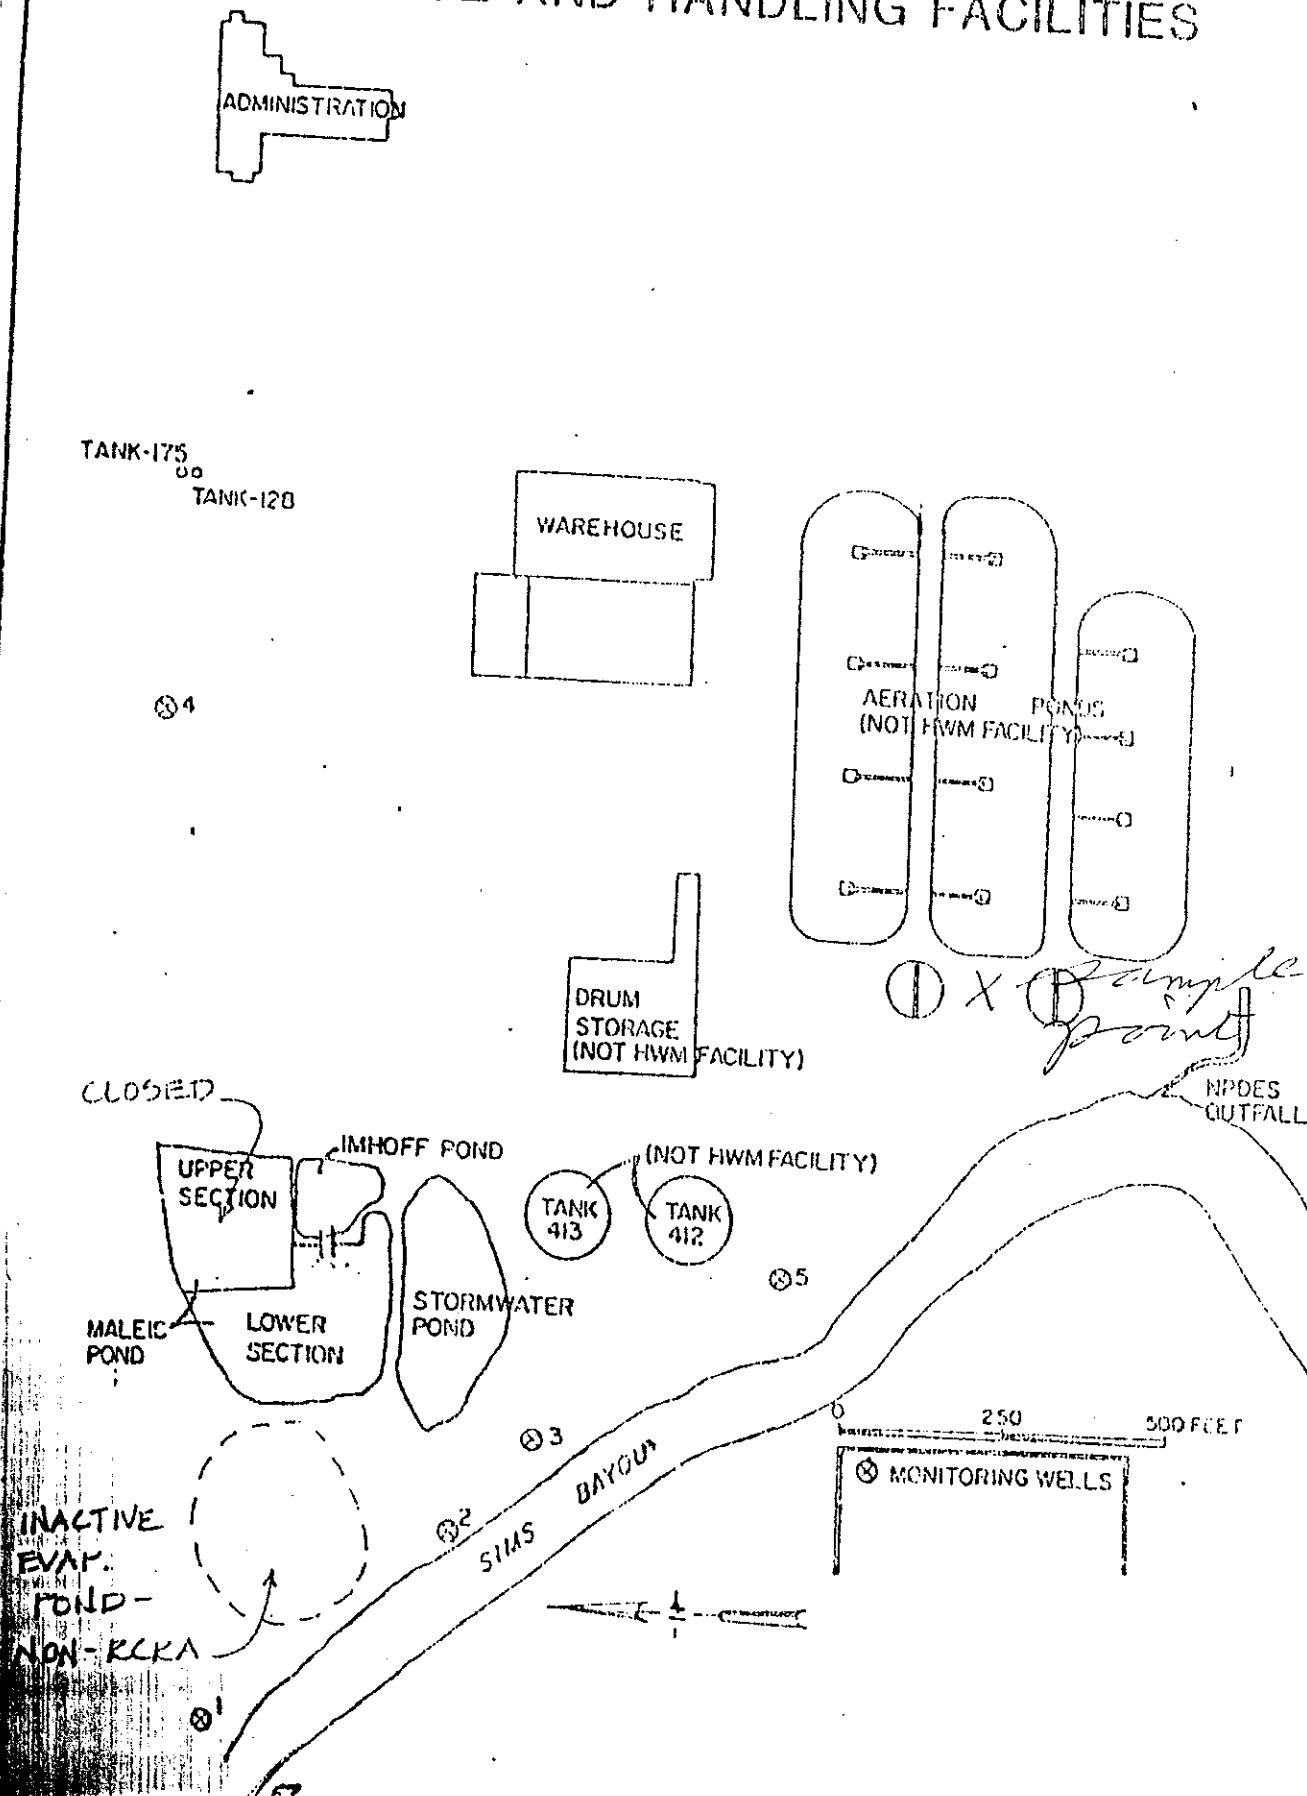 AND HANDLING FACILITIES
ADMINISTRATION
TANK-175
TANK-128
WAREHOUSE
4
AERATION PONDS
(NOT HWM FACILITY)
X sample
point
DRUM
STORAGE
(NOT HWM FACILITY)
NPDES
OUTFALL
CLOSED
IMHOFF POND
(NOT HWM FACILITY)
UPPER
SECTION
TANK
413
TANK
412
5
STORMWATER
POND
MALEIC
POND
LOWER
SECTION
0 250 500 FEET
3
MONITORING WELLS
2
SIMS BAYOU
INACTIVE
EVAP.
POND-
NON-RCRA
1